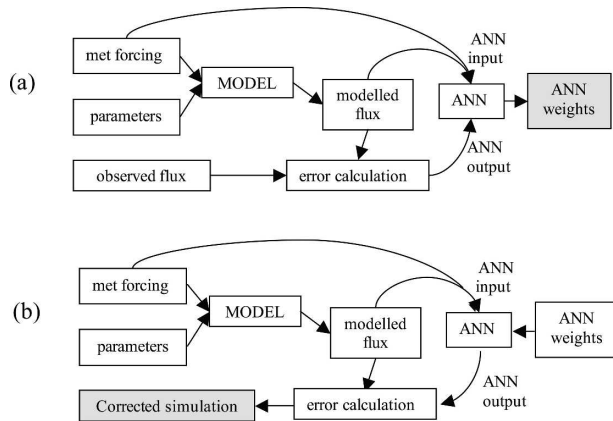 (a)
met forcing
parameters
MODEL
modelled
flux
ANN
input
ANN
ANN
weights
observed flux
error calculation
ANN
output
(b)
met forcing
parameters
MODEL
modelled
flux
ANN
input
ANN
ANN
weights
Corrected simulation
error calculation
ANN
output